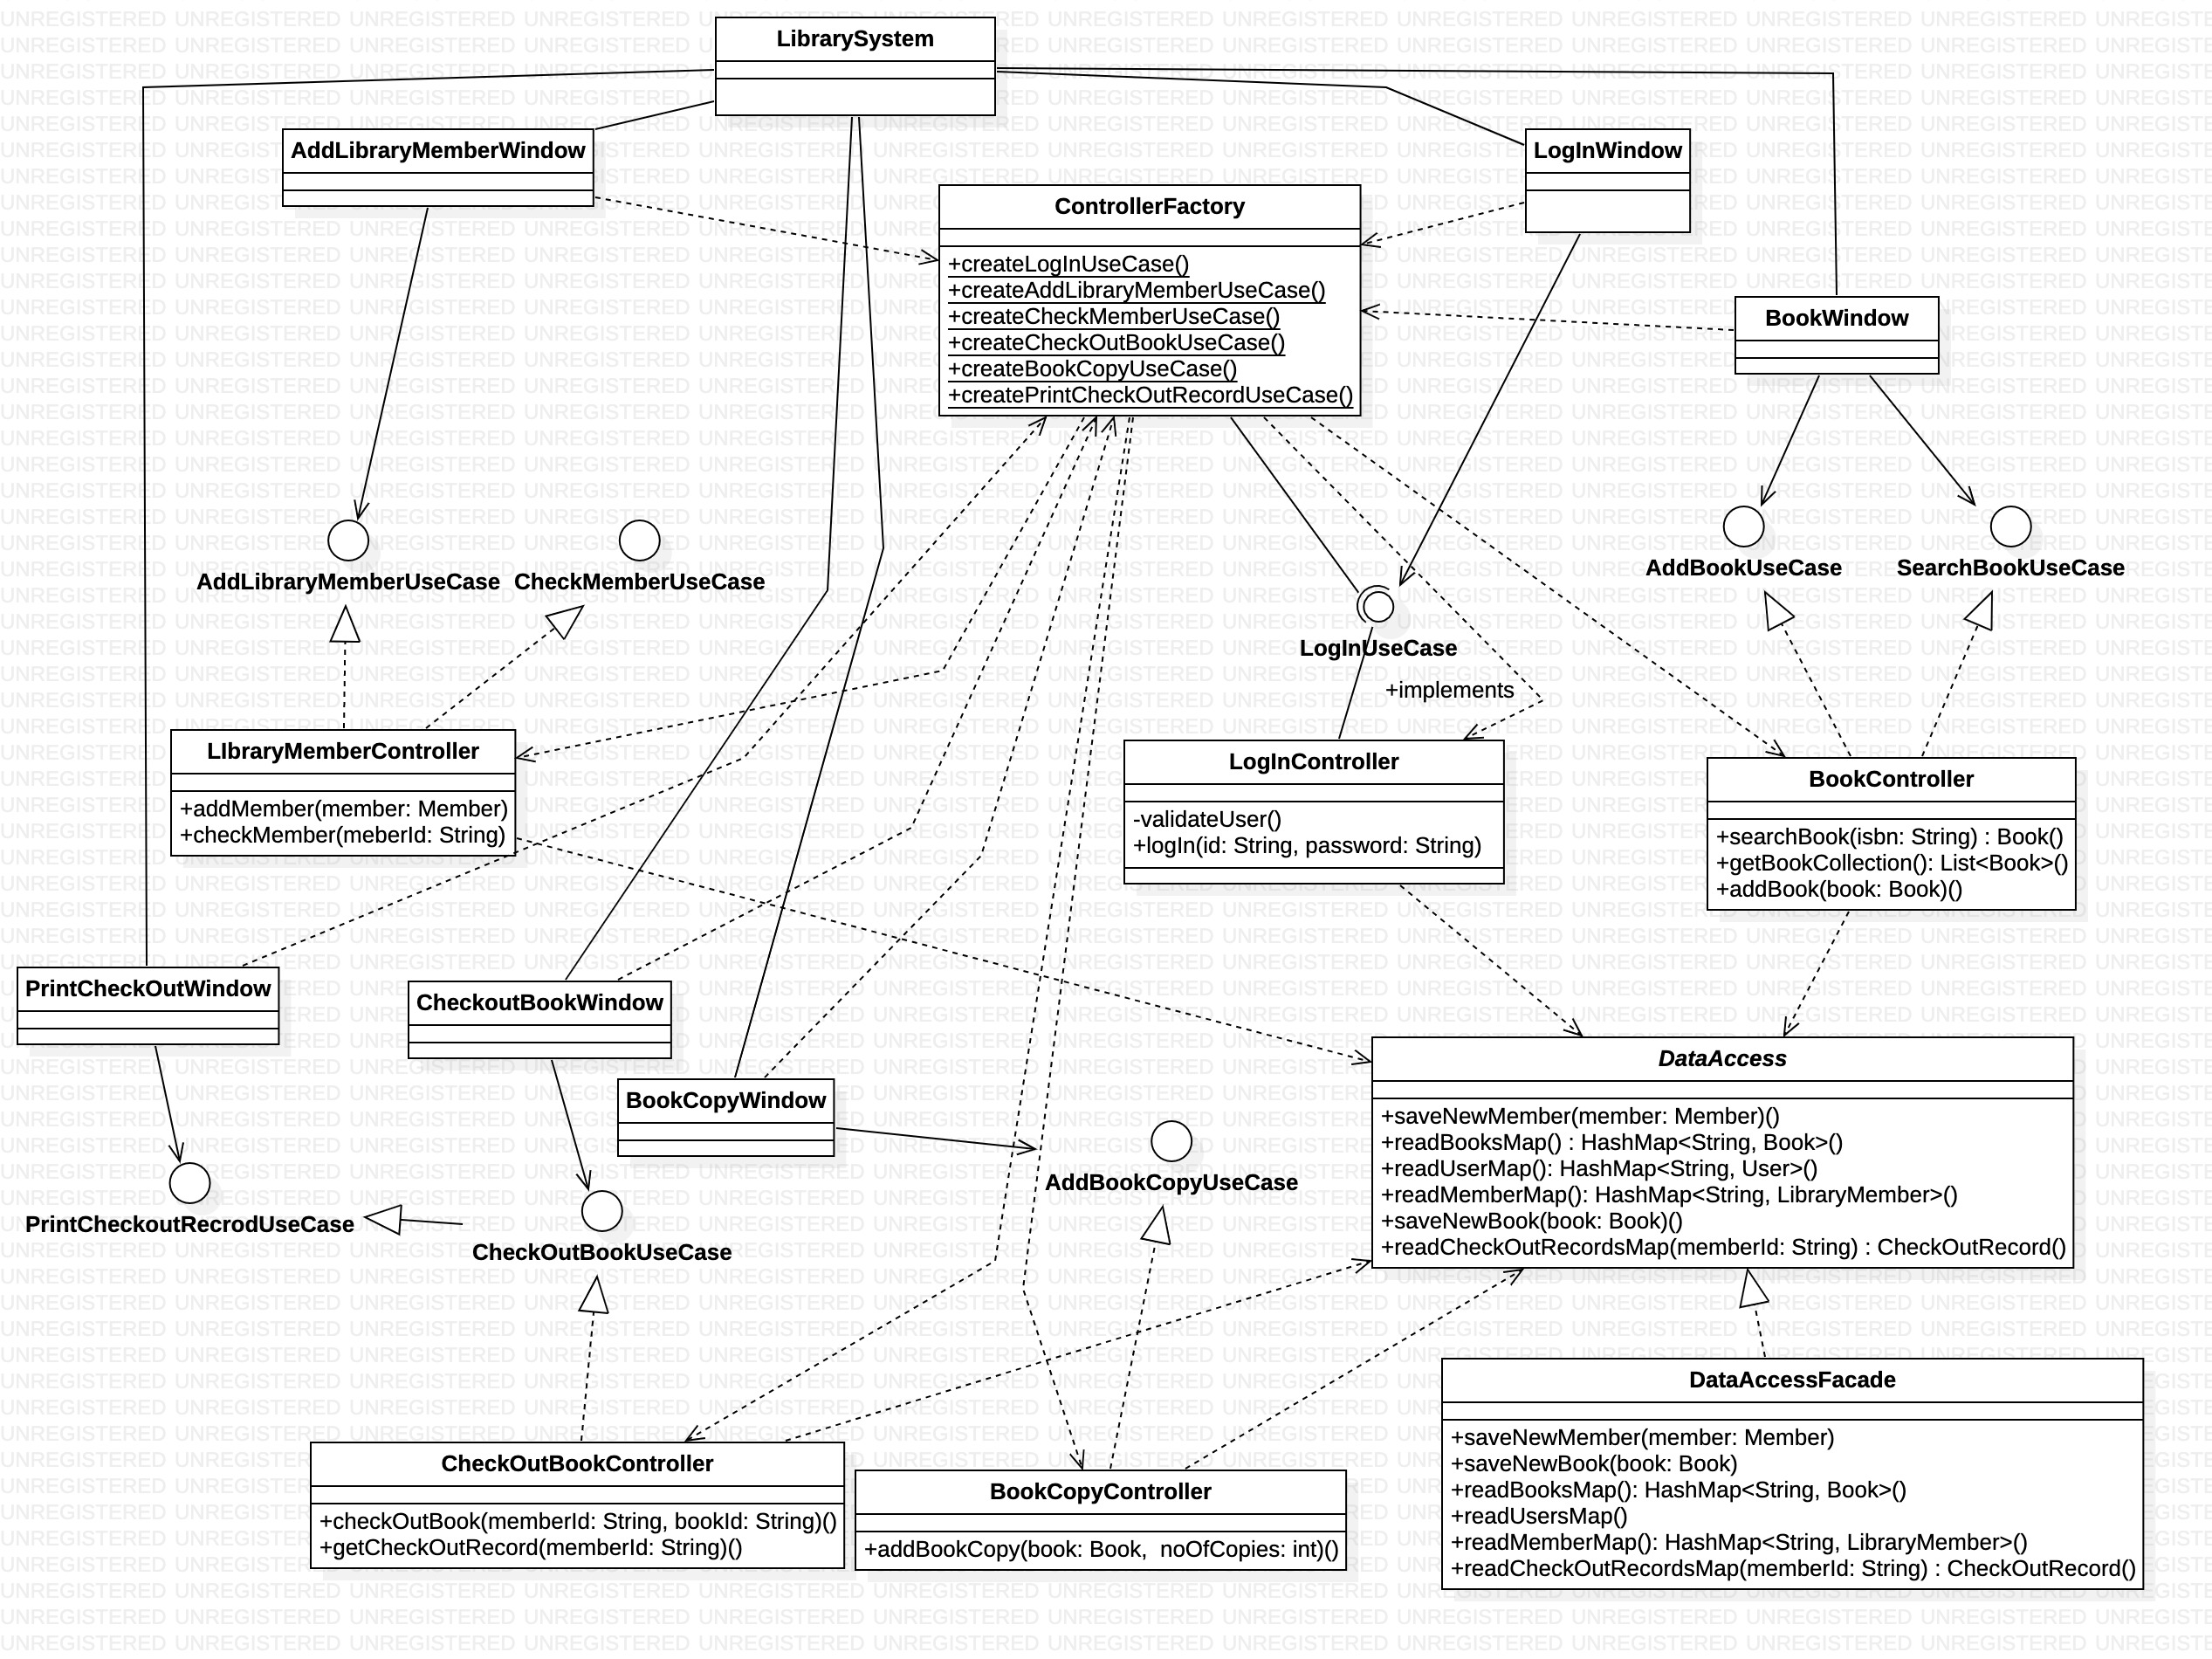 LibrarySystem
AddLibraryMemberWindow
LogInWindow
ControllerFactory
+createLogInUseCase()
+createAddLibraryMemberUseCase()
+createCheckMemberUseCase()
+createCheckOutBookUseCase()
+createBookCopyUseCase()
+createPrintCheckOutRecordUseCase()
BookWindow
AddLibraryMemberUseCase
CheckMemberUseCase
AddBookUseCase
SearchBookUseCase
LogInUseCase
+implements
LIbraryMemberController
+addMember(member: Member)
+checkMember(meberId: String)
LogInController
-validateUser()
+logIn(id: String, password: String)
BookController
+searchBook(isbn: String) : Book()
+getBookCollection(): List<Book>()
+addBook(book: Book)()
PrintCheckOutWindow
CheckoutBookWindow
BookCopyWindow
DataAccess
+saveNewMember(member: Member)()
+readBooksMap() : HashMap<String, Book>()
+readUserMap(): HashMap<String, User>()
+readMemberMap(): HashMap<String, LibraryMember>()
+saveNewBook(book: Book)()
+readCheckOutRecordsMap(memberId: String) : CheckOutRecord()
AddBookCopyUseCase
PrintCheckoutRecrodUseCase
CheckOutBookUseCase
DataAccessFacade
+saveNewMember(member: Member)
+saveNewBook(book: Book)
+readBooksMap(): HashMap<String, Book>()
+readUsersMap()
+readMemberMap(): HashMap<String, LibraryMember>()
+readCheckOutRecordsMap(memberId: String) : CheckOutRecord()
CheckOutBookController
+checkOutBook(memberId: String, bookId: String)()
+getCheckOutRecord(memberId: String)()
BookCopyController
+addBookCopy(book: Book,  noOfCopies: int)()
UNREGISTERED